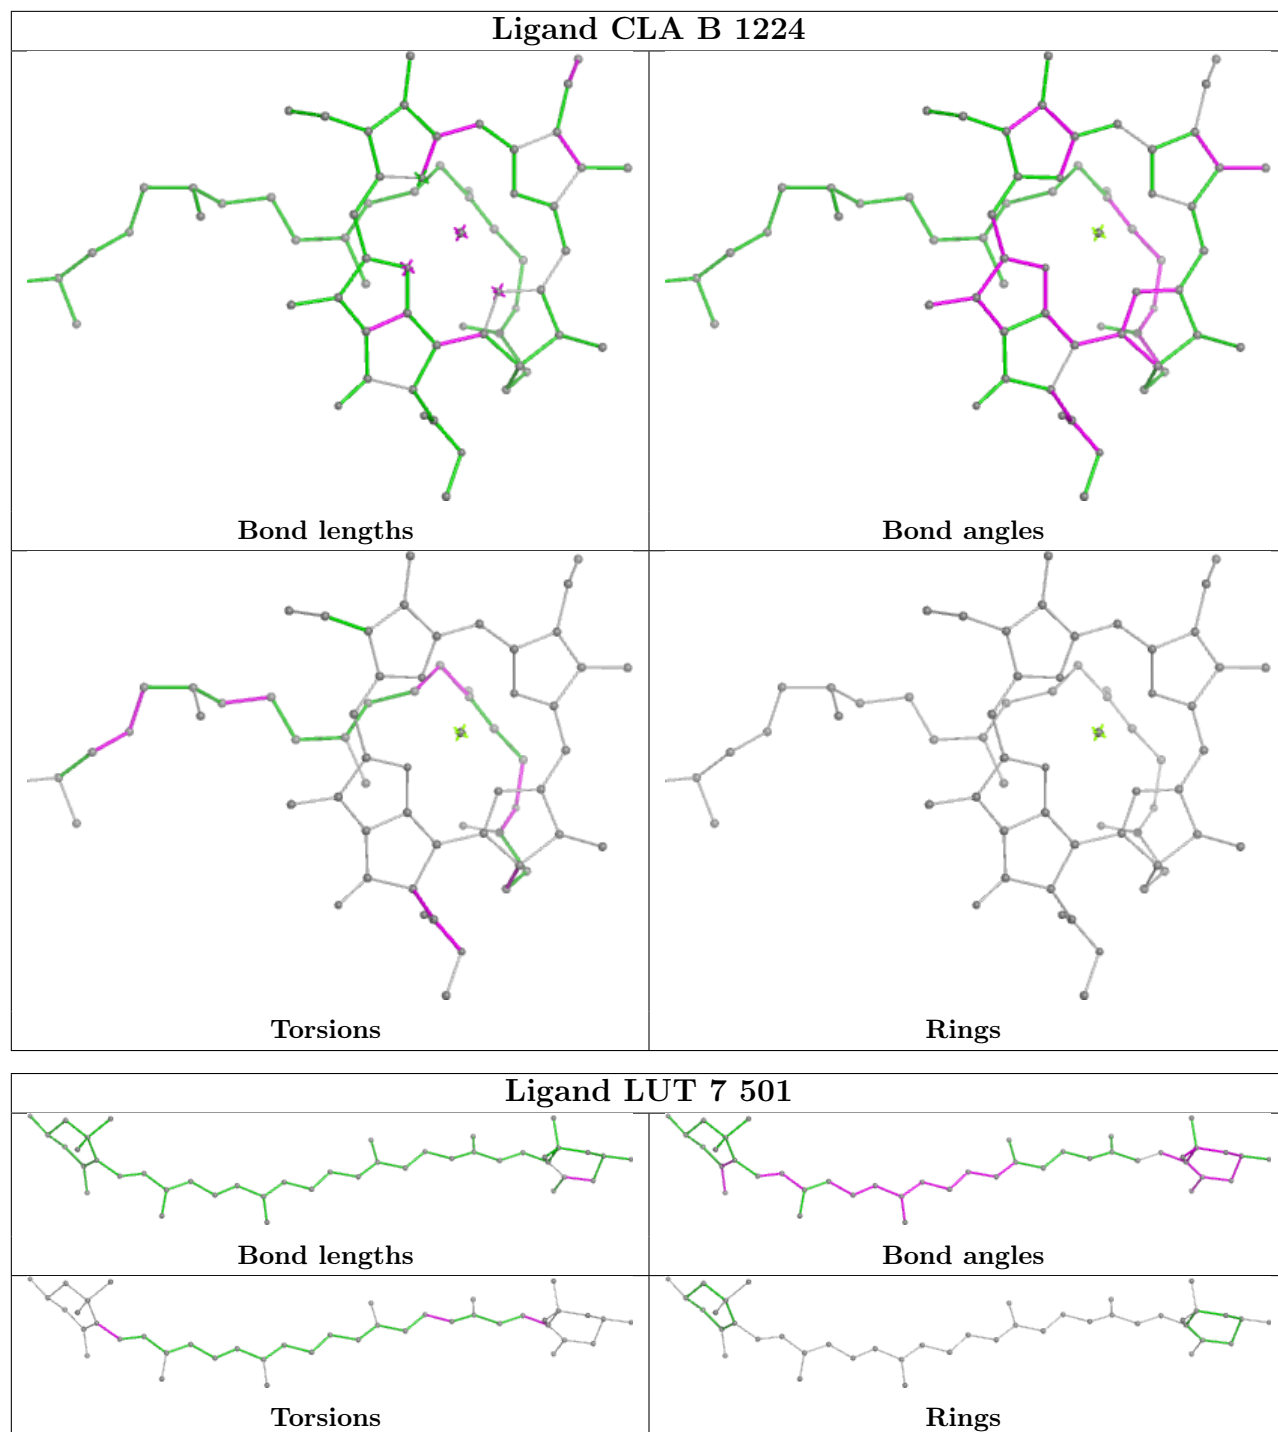 Ligand CLA B 1224
Bond lengths
Bond angles
Torsions
Rings
Ligand LUT 7 501
Bond lengths
Bond angles
Torsions
Rings